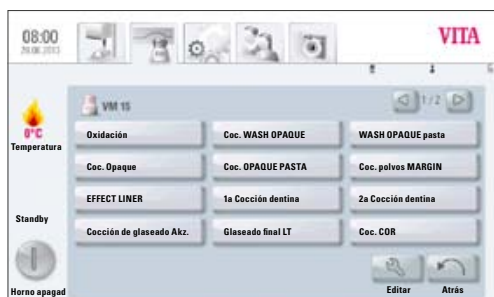 08:00
VITA
VM 15
1/2
0°C
Temperatura
Oxidación
Coc. WASH OPAQUE
WASH OPAQUE pasta
Coc. Opaque
Coc. OPAQUE PASTA
Coc. polvos MARGIN
EFFECT LINER
1a Cocción dentina
2a Cocción dentina
Standby
Cocción de glaseado Akz.
Glaseado final LT
Coc. COR
Horno apagad
Editar
Atrás